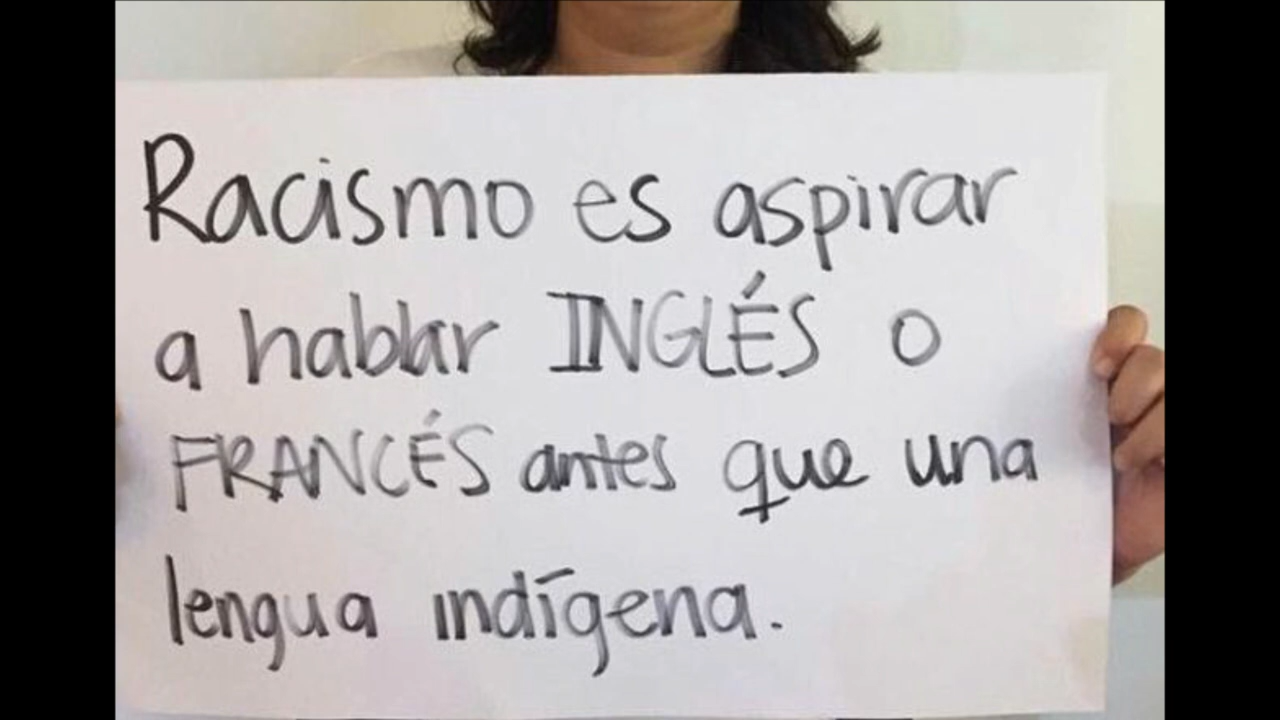 Racismo es aspirar
a hablar INGLÉS o
FRANCÉS antes que una
lengua indígena.